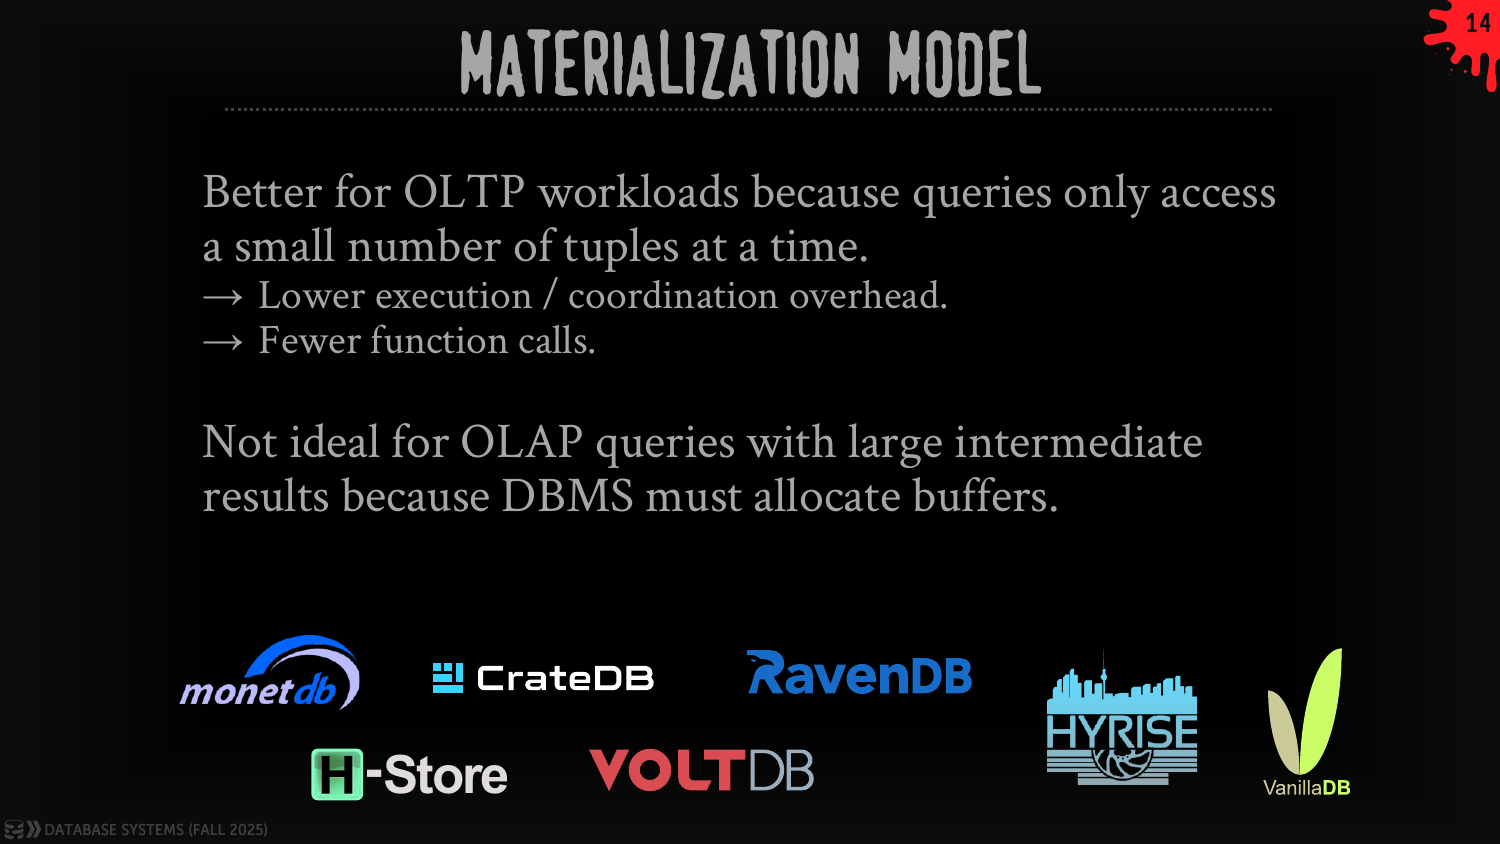 14
MATERIALIZATION MODEL
Better for OLTP workloads because queries only access
a small number of tuples at a time.
→ Lower execution / coordination overhead.
→ Fewer function calls.
Not ideal for OLAP queries with large intermediate
results because DBMS must allocate buffers.
monetdb
CrateDB
RavenDB
HYRISE
VanillaDB
H-Store
VOLTDB
DATABASE SYSTEMS (FALL 2025)